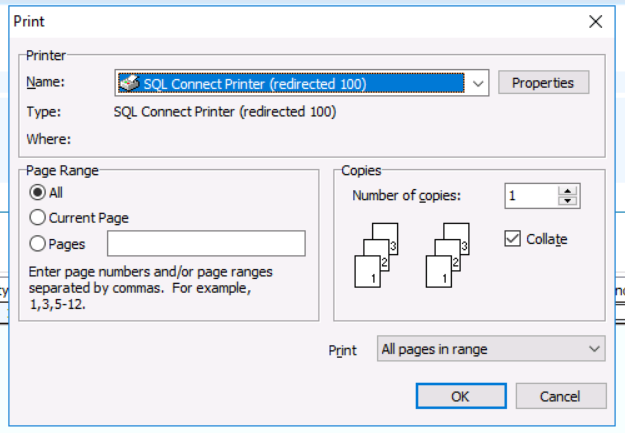 Print
Printer
Name:
SQL Connect Printer (redirected 100)
Properties
Type:
SQL Connect Printer (redirected 100)
Where:
Page Range
All
Current Page
Pages
Enter page numbers and/or page ranges
separated by commas. For example,
1,3,5-12.
Copies
Number of copies:
1
1
2
3
1
2
3
Collate
Print
All pages in range
OK
Cancel